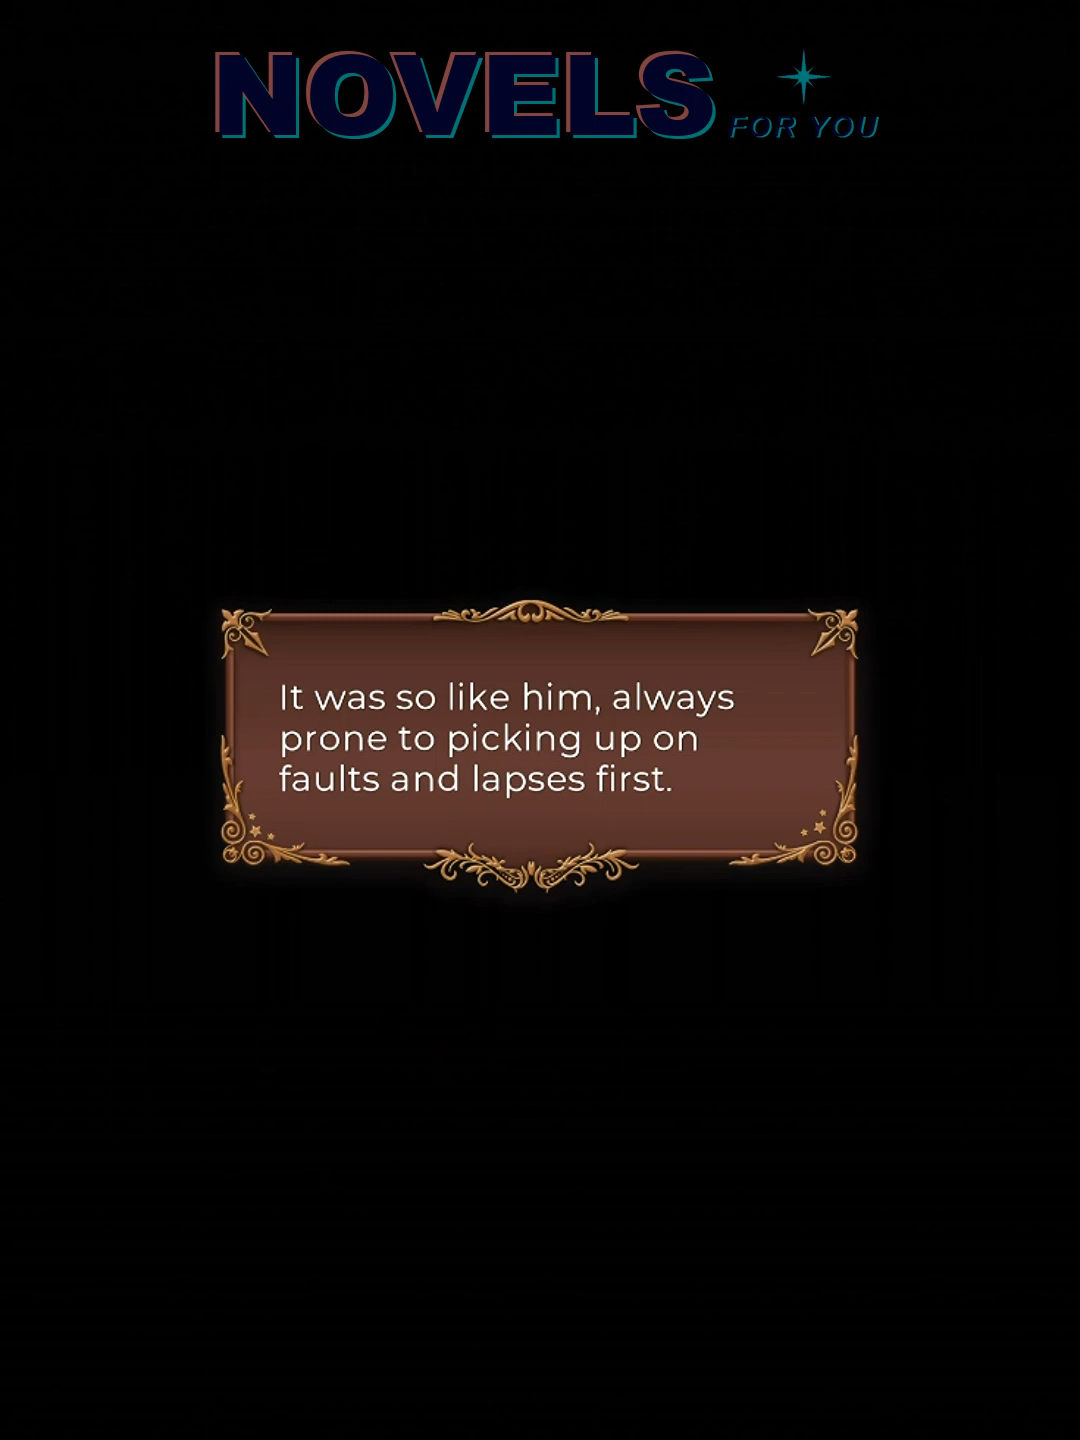 NOVELS
FOR YOU
It was so like him, always
prone to picking up on
faults and lapses first.